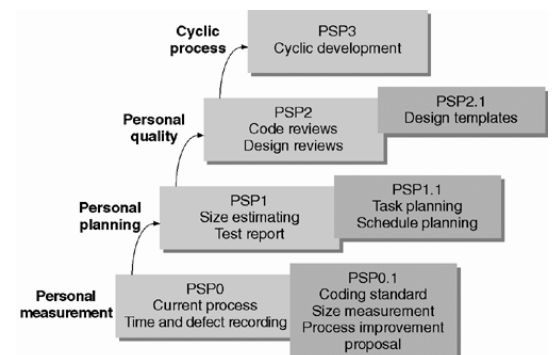 Cyclic
process
PSP3
Cyclic development
Personal
quality
PSP2
Code reviews
Design reviews
PSP2.1
Design templates
Personal
planning
PSP1
Size estimating
Test report
PSP1.1
Task planning
Schedule planning
Personal
measurement
PSP0
Current process
Time and defect recording
PSP0.1
Coding standard
Size measurement
Process improvement
proposal